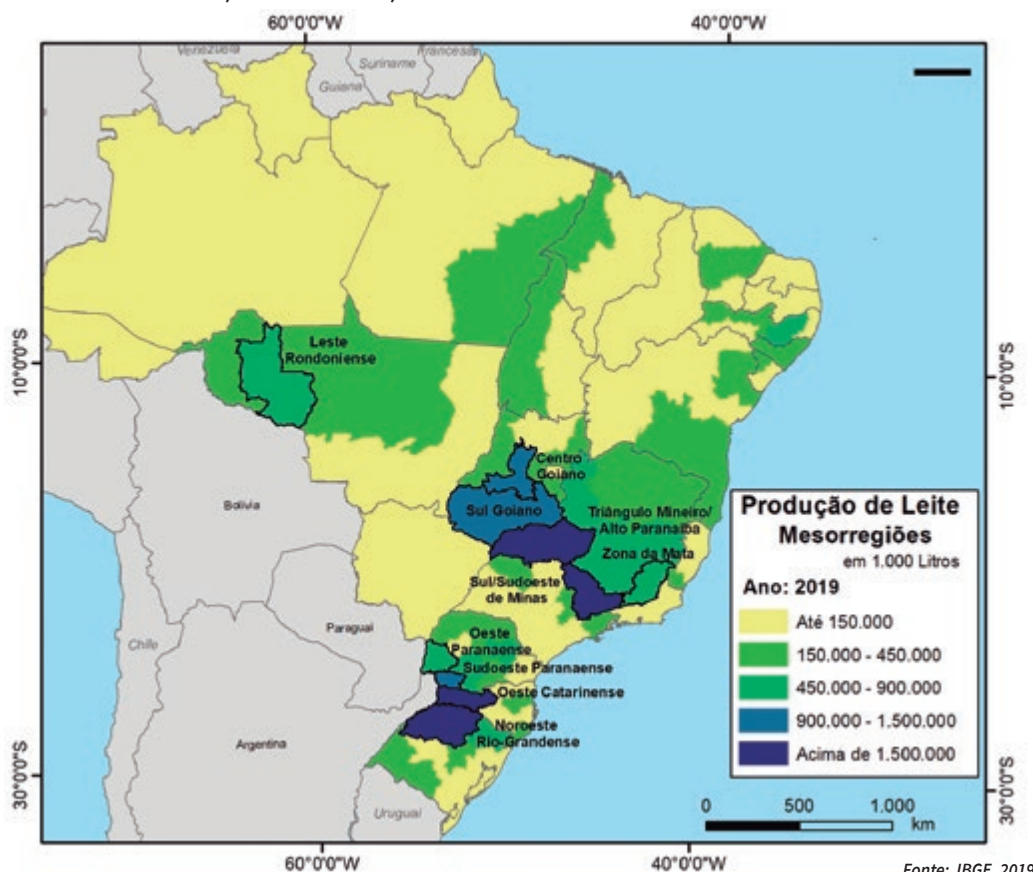 60°0'0"W
40°0'0"W
Venezuela
Suriname
Francesa
Guiana
10°0'0"S
10°0'0"S
Leste
Rondoniense
Centro
Goiano
Bolívia
Sul Goiano
Triângulo Mineiro/
Alto Paranaíba
Zona da Mata
Sul/Sudoeste
de Minas
Paraguai
Chile
Oeste
Paranaense
Sudoeste Paranaense
Oeste Catarinense
Noroeste
Rio-Grandense
Argentina
Uruguai
30°0'0"S
30°0'0"S
Produção de Leite
Mesorregiões
em 1.000 Litros
Ano: 2019
Até 150.000
150.000 - 450.000
450.000 - 900.000
900.000 - 1.500.000
Acima de 1.500.000
0 500 1.000
km
60°0'0"W
40°0'0"W
Fonte: IBGE, 2019